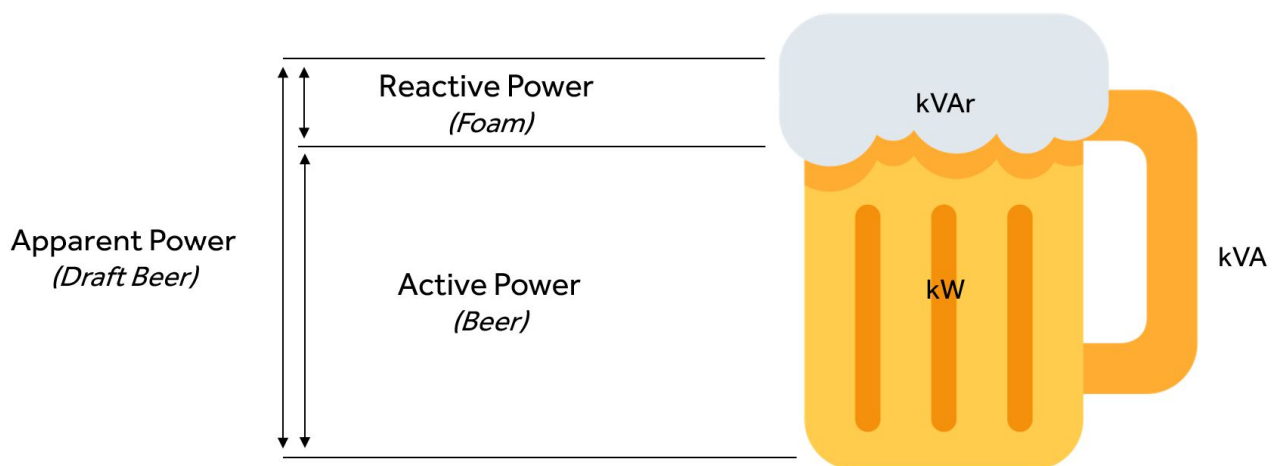 Reactive Power
(Foam)
kVAr
Apparent Power
(Draft Beer)
kVA
Active Power
(Beer)
kW